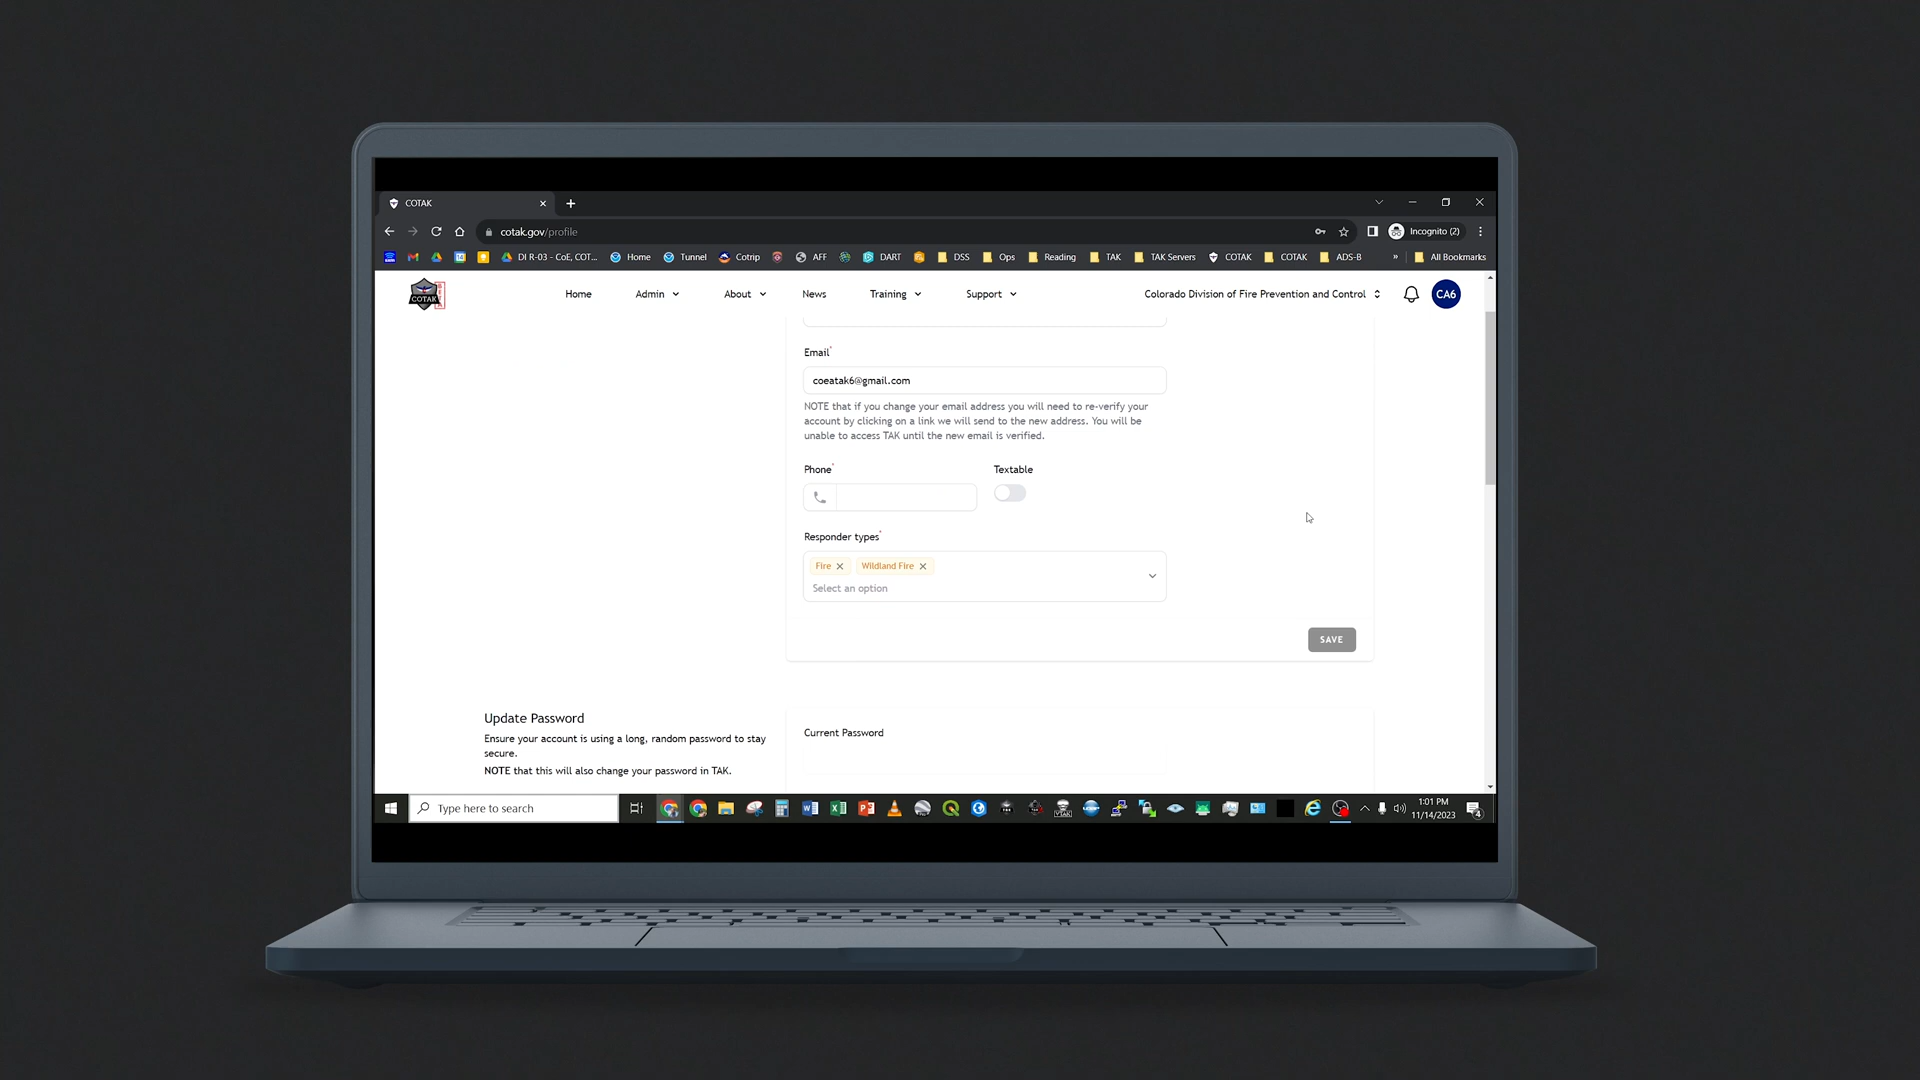 COTAK
cotak.gov/profile
Incognito (2)
DI R-03 - CoE, COT...
Home
Tunnel
Cotrip
AFF
DART
DSS
Ops
Reading
TAK
TAK Servers
COTAK
COTAK
ADS-B
»
All Bookmarks
COTAK
Home
Admin
About
News
Training
Support
Colorado Division of Fire Prevention and Control
CA6
Email*
coeatak6@gmail.com
NOTE that if you change your email address you will need to re-verify your
account by clicking on a link we will send to the new address. You will be
unable to access TAK until the new email is verified.
Phone*
Textable
Responder types*
Fire
Wildland Fire
Select an option
SAVE
Update Password
Ensure your account is using a long, random password to stay
secure.
NOTE that this will also change your password in TAK.
Current Password
Type here to search
1:01 PM
11/14/2023
4